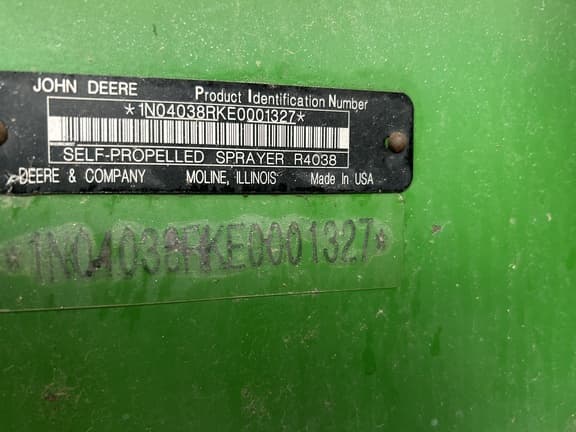 JOHN DEERE Product Identification Number
*1N04038RKE0001327*
SELF-PROPELLED SPRAYER R4038
DEERE & COMPANY MOLINE, ILLINOIS Made In USA
*1N04038RKE0001327*